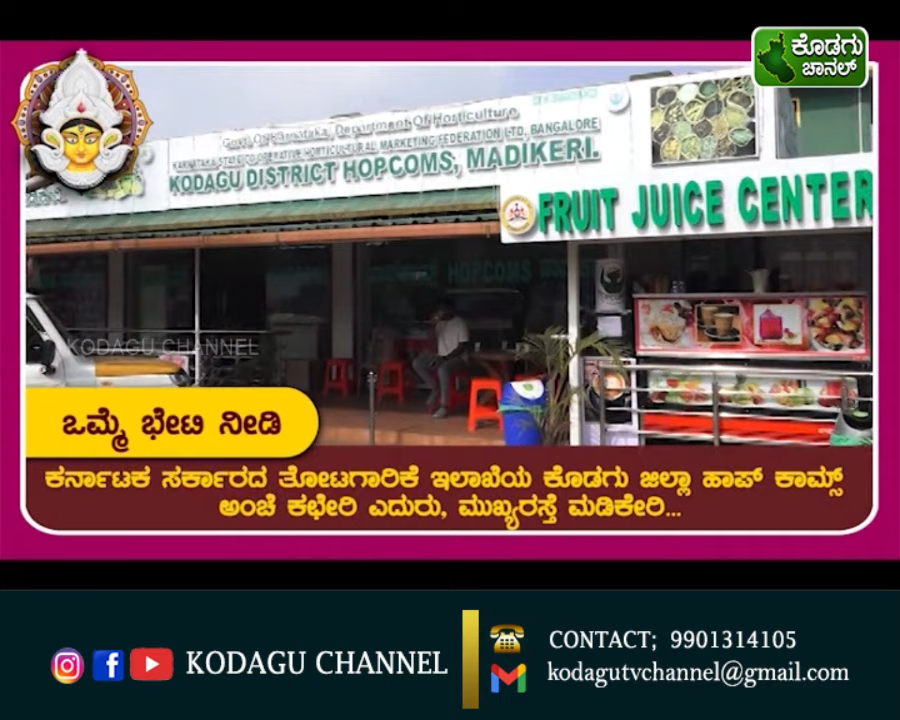 ಕೊಡಗು
ಚಾನಲ್
Govt. Of Karnataka, Department Of Horticulture
KARNATAKA STATE CO-OPERATIVE HORTICULTURAL MARKETING FEDERATION LTD, BANGALORE
KODAGU DISTRICT HOPCOMS, MADIKERI.
FRUIT JUICE CENTER
HOPCOMS
KODAGU CHANNEL
ಒಮ್ಮೆ ಭೇಟಿ ನೀಡಿ
ಕರ್ನಾಟಕ ಸರ್ಕಾರದ ತೋಟಗಾರಿಕೆ ಇಲಾಖೆಯ ಕೊಡಗು ಜಿಲ್ಲಾ ಹಾಪ್ ಕಾಮ್ಸ್
ಅಂಚೆ ಕಛೇರಿ ಎದುರು, ಮುಖ್ಯರಸ್ತೆ ಮಡಿಕೇರಿ...
KODAGU CHANNEL
CONTACT; 9901314105
kodagutvchannel@gmail.com